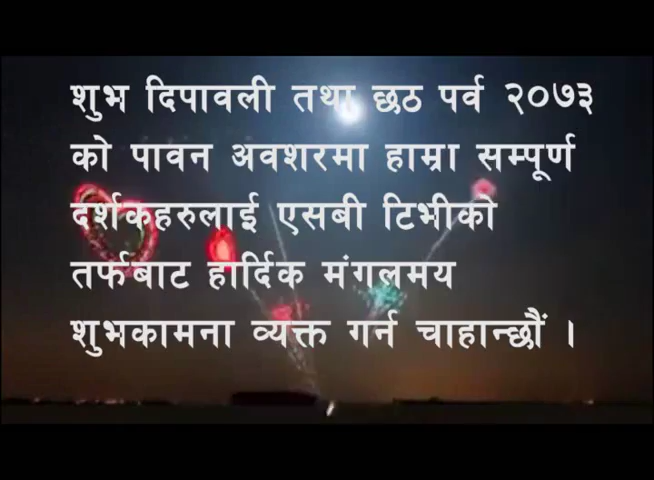 शुभ दिपावली तथा छठ पर्व २०७३
को पावन अवशरमा हाम्रा सम्पूर्ण
दर्शकहरुलाई एसबी टिभीको
तर्फबाट हार्दिक मंगलमय
शुभकामना व्यक्त गर्न चाहान्छौं ।